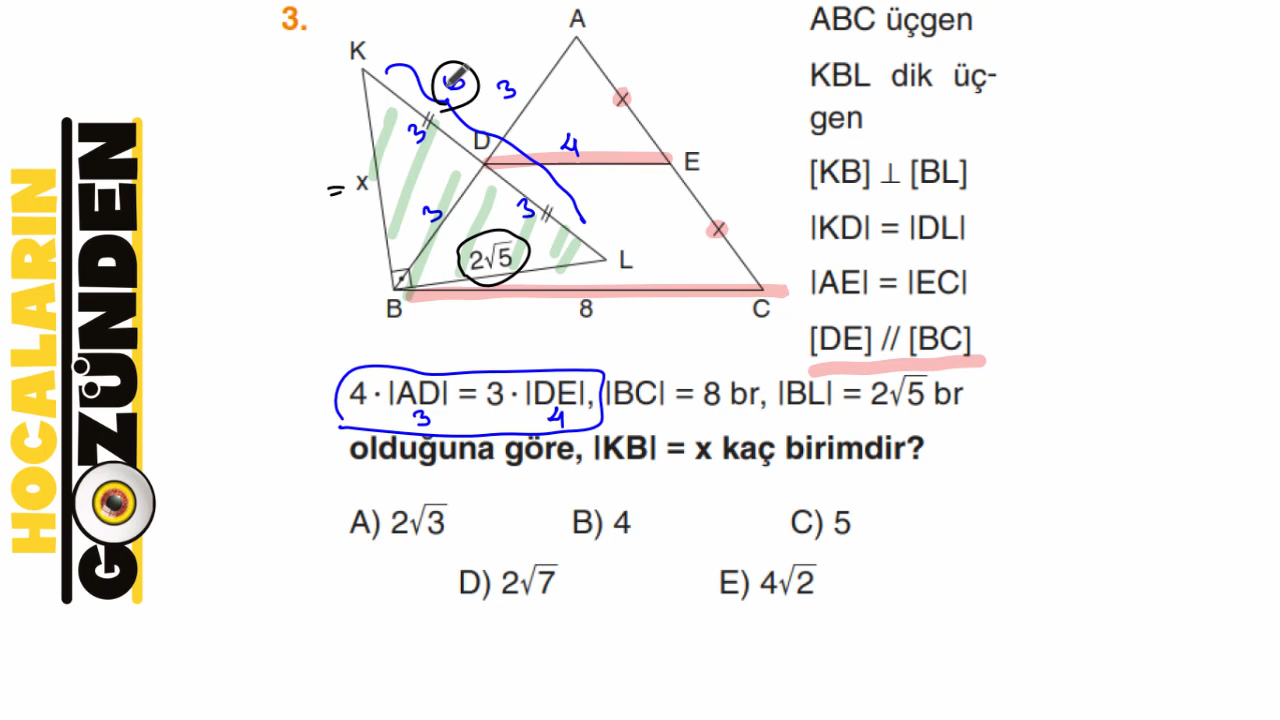 HOCALARIN
GÖZÜNDEN
3.
A
K
6
3
3
D
4
E
= x
3
3
2√5
L
B
8
C
ABC üçgen
KBL dik üç-
gen
[KB] ⊥ [BL]
|KD| = |DL|
|AE| = |EC|
[DE] // [BC]
4 · |AD| = 3 · |DE|, |BC| = 8 br, |BL| = 2√5 br
3 4
olduğuna göre, |KB| = x kaç birimdir?
A) 2√3 B) 4 C) 5
D) 2√7 E) 4√2